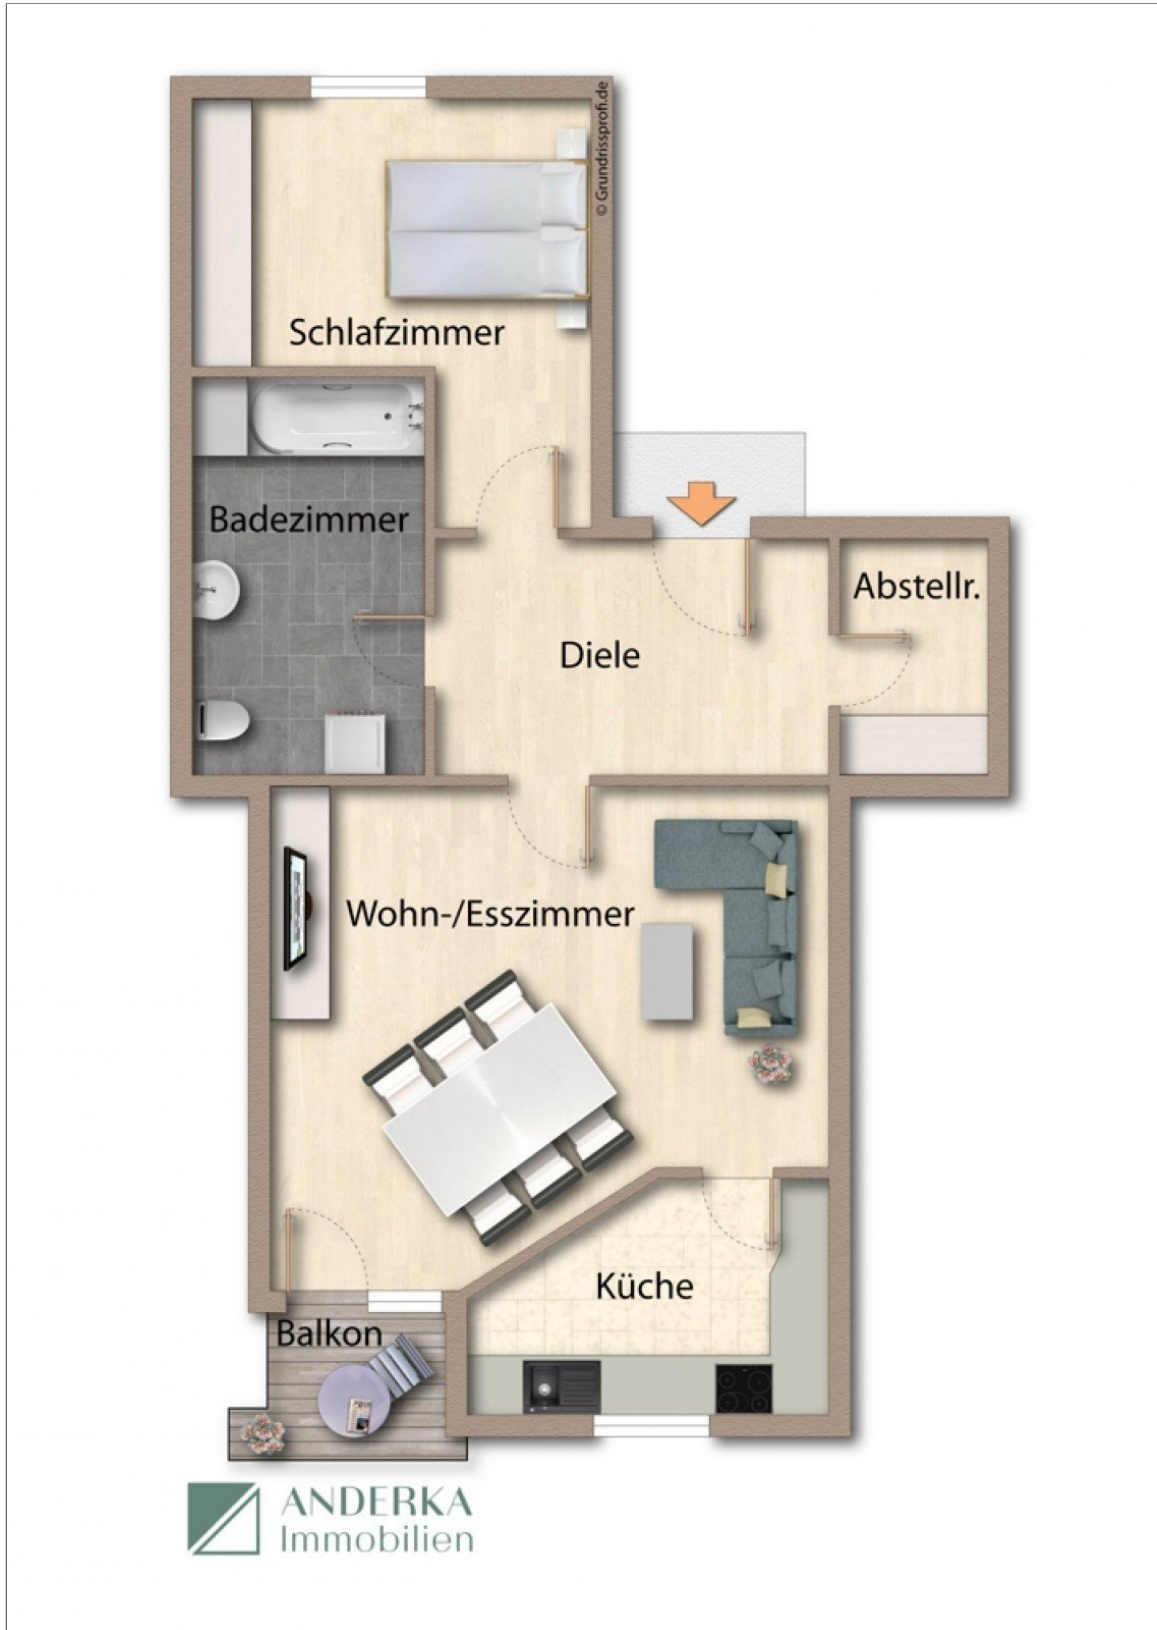 © Grundrissprofi.de
Schlafzimmer
Badezimmer
Abstellr.
Diele
Wohn-/Esszimmer
Küche
Balkon
ANDERKA
Immobilien